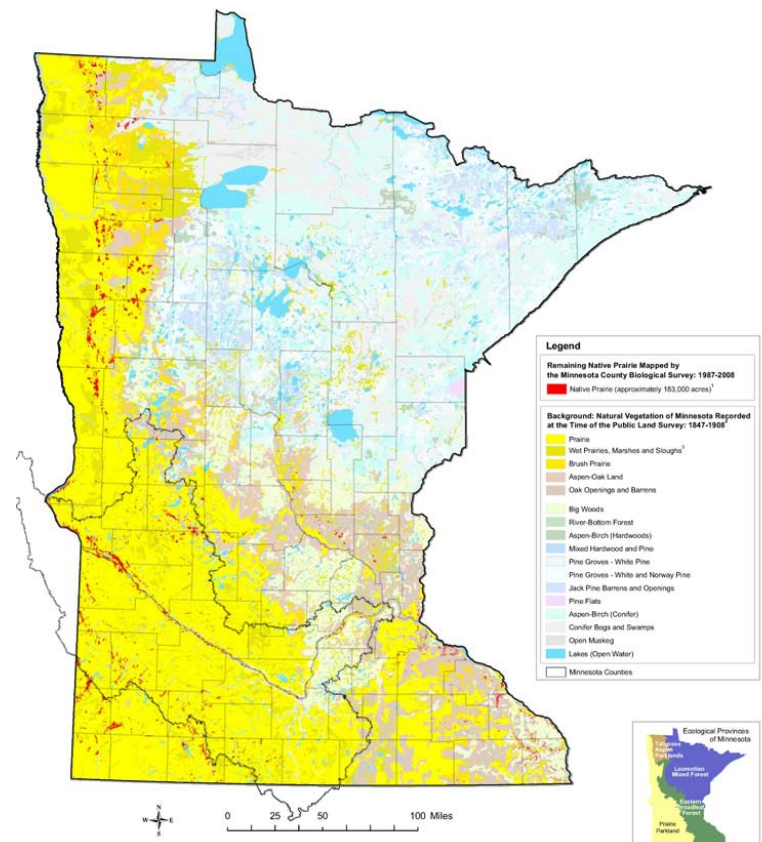 Legend
Remaining Native Prairie Mapped by
the Minnesota County Biological Survey: 1987-2008
Native Prairie (approximately 183,000 acres)¹
Background: Natural Vegetation of Minnesota Recorded
at the Time of the Public Land Survey: 1847-1908²
Prairie
Wet Prairies, Marshes and Sloughs³
Brush Prairie
Aspen-Oak Land
Oak Openings and Barrens
Big Woods
River-Bottom Forest
Aspen-Birch (Hardwoods)
Mixed Hardwood and Pine
Pine Groves - White Pine
Pine Groves - White and Norway Pine
Jack Pine Barrens and Openings
Pine Flats
Aspen-Birch (Conifer)
Conifer Bogs and Swamps
Open Muskeg
Lakes (Open Water)
Minnesota Counties
Ecological Provinces
of Minnesota
Tallgrass
Aspen
Parklands
Laurentian
Mixed Forest
Eastern
Broadleaf
Forest
Prairie
Parkland
N
W E
S
0 25 50 100 Miles